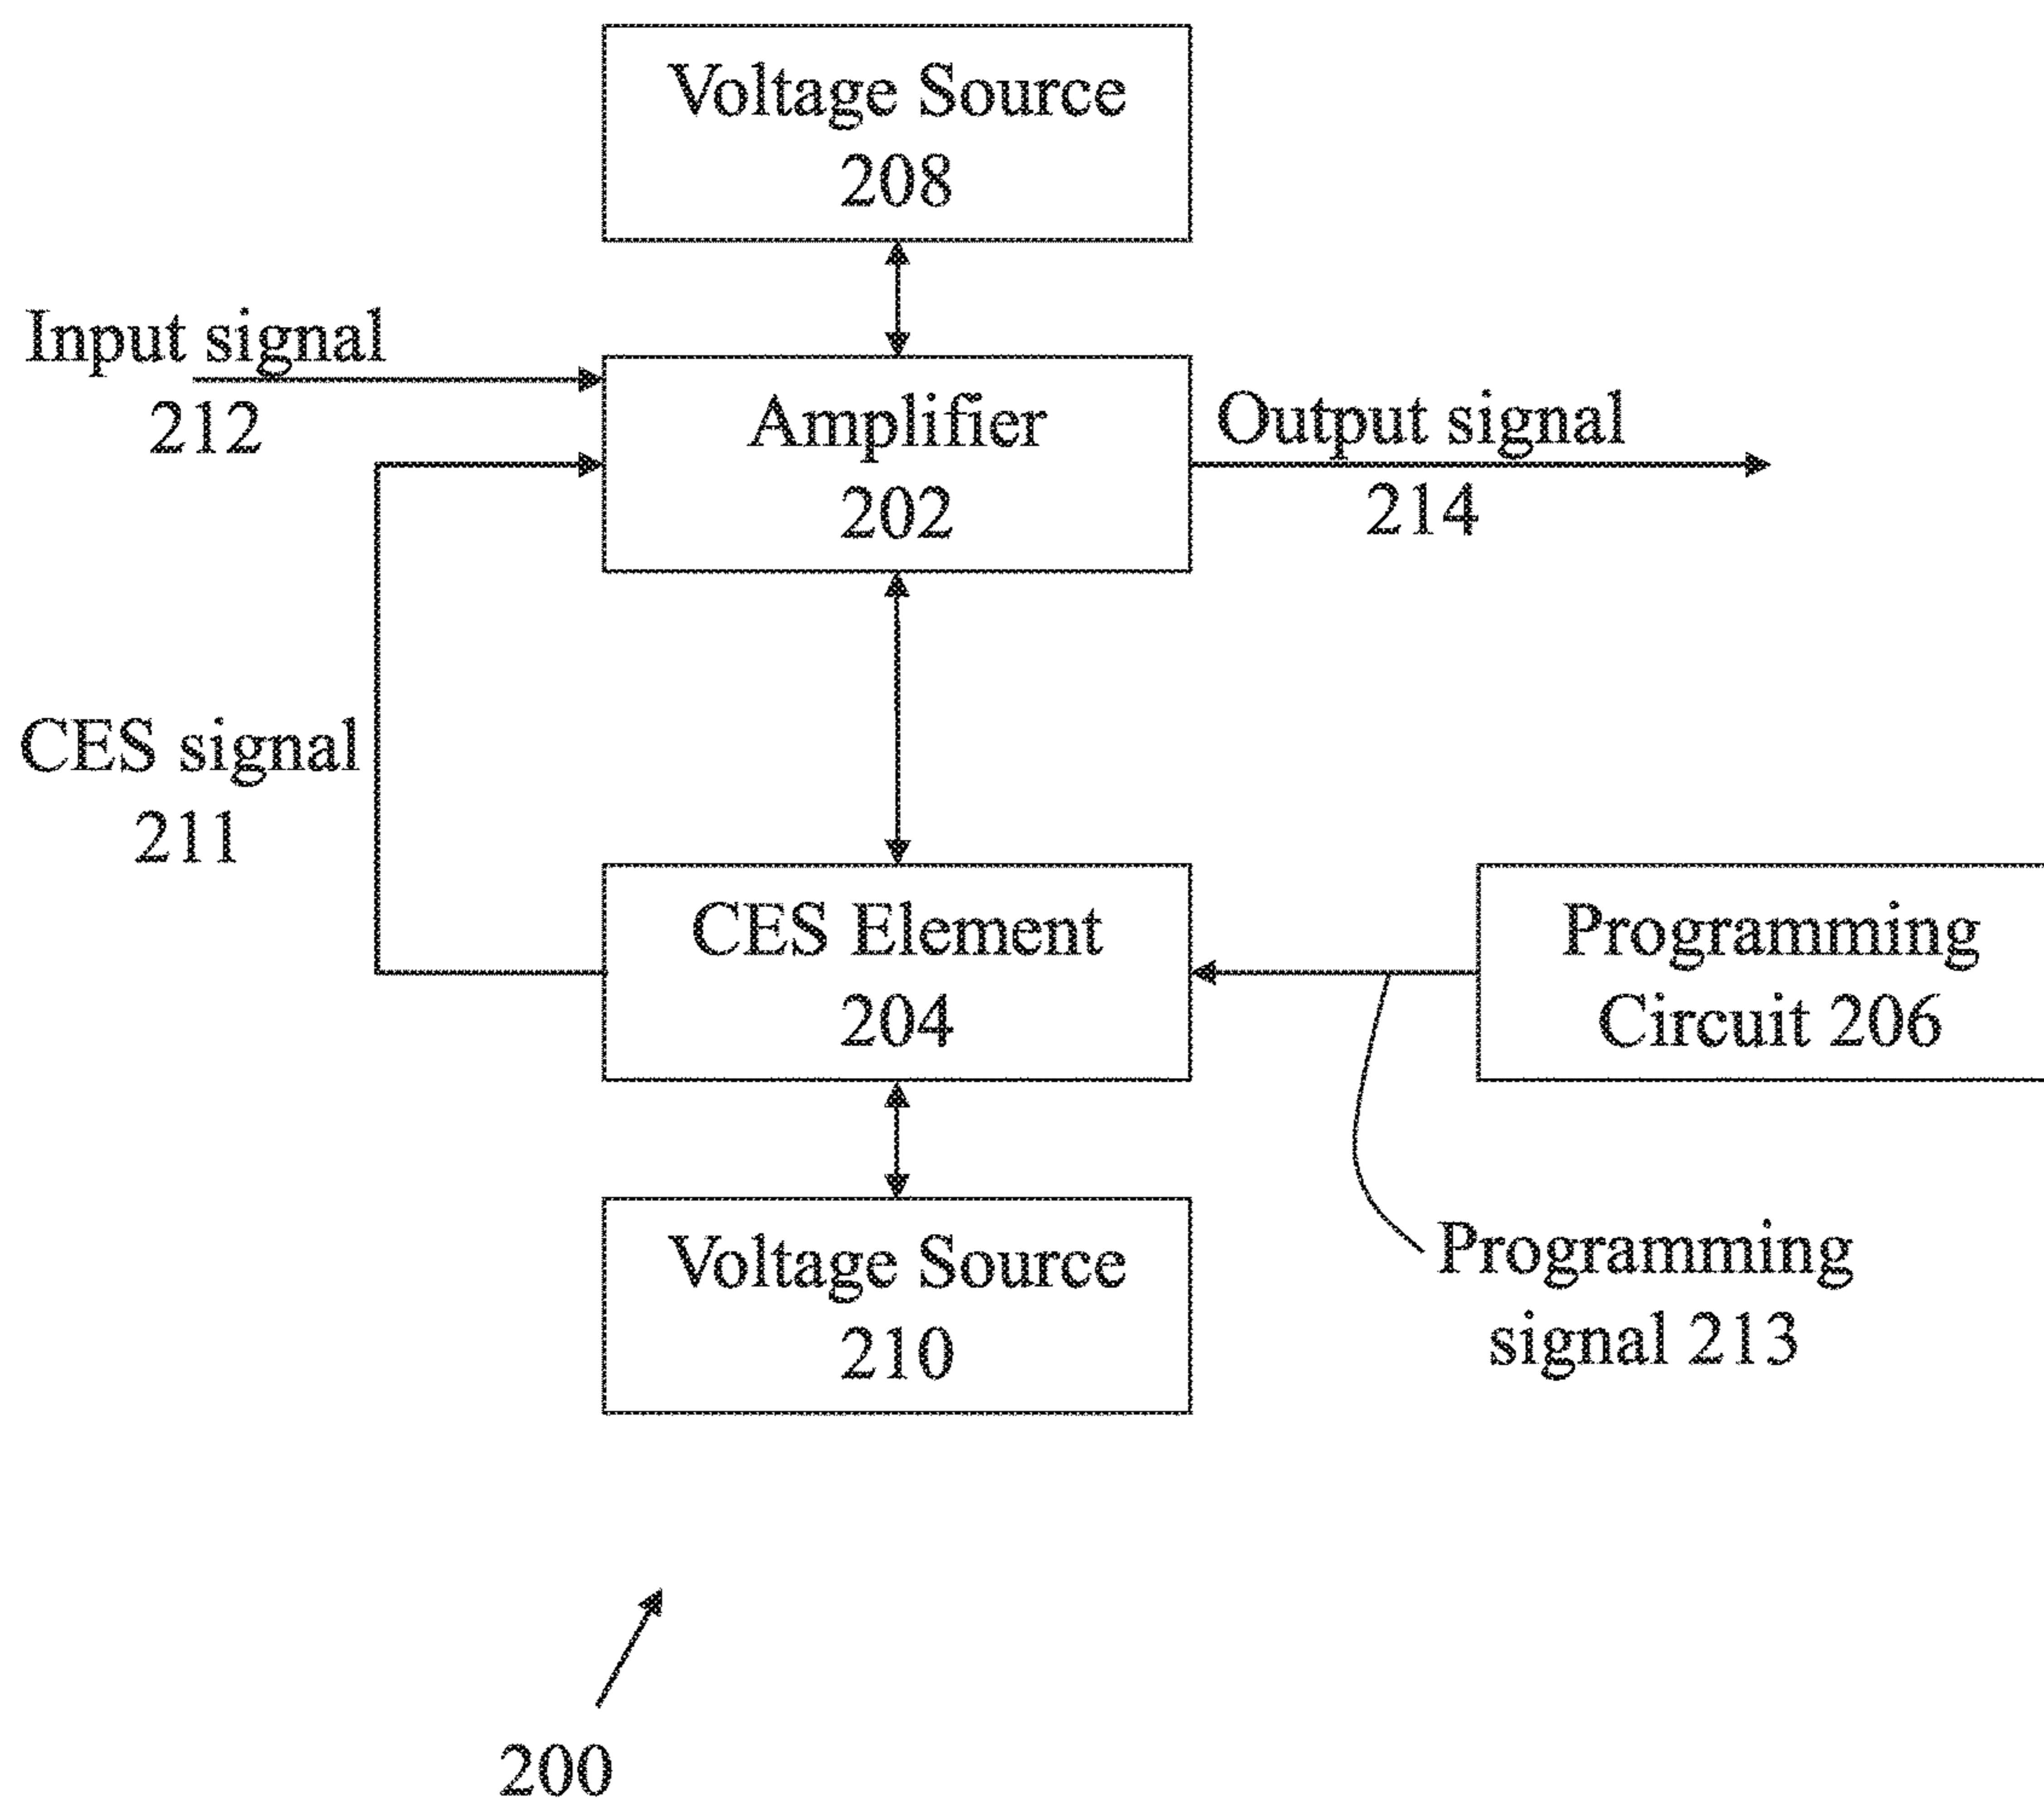 Voltage Source
208
Input signal
212
Amplifier
202
Output signal
214
CES signal
211
CES Element
204
Programming
Circuit 206
Voltage Source
210
Programming
signal 213
200